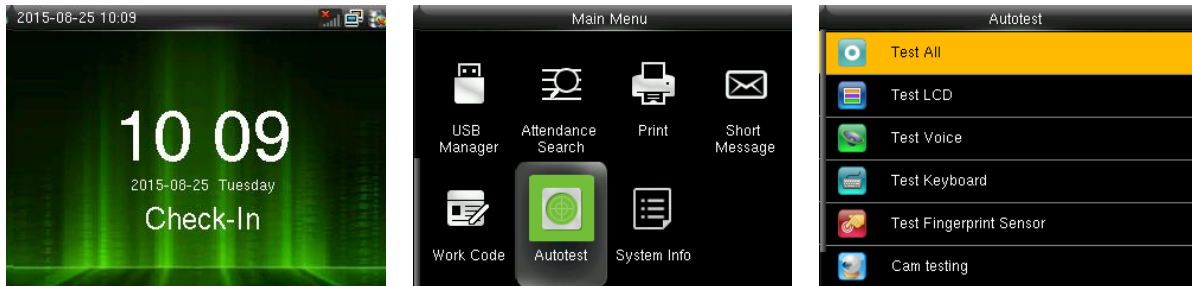 2015-08-25 10:09
10 09
2015-08-25 Tuesday
Check-In
Main Menu
USB
Manager
Attendance
Search
Print
Short
Message
Work Code
Autotest
System Info
Autotest
Test All
Test LCD
Test Voice
Test Keyboard
Test Fingerprint Sensor
Cam testing